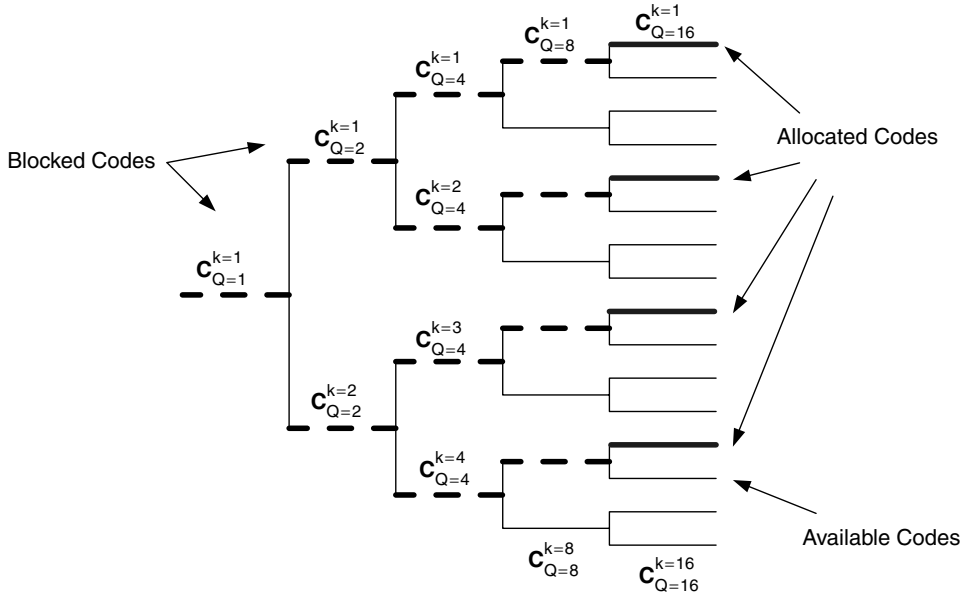 C^{k=1}_{Q=1}
C^{k=1}_{Q=2}
C^{k=2}_{Q=2}
C^{k=1}_{Q=4}
C^{k=2}_{Q=4}
C^{k=3}_{Q=4}
C^{k=4}_{Q=4}
C^{k=1}_{Q=8}
C^{k=8}_{Q=8}
C^{k=1}_{Q=16}
C^{k=16}_{Q=16}
Blocked Codes
Allocated Codes
Available Codes